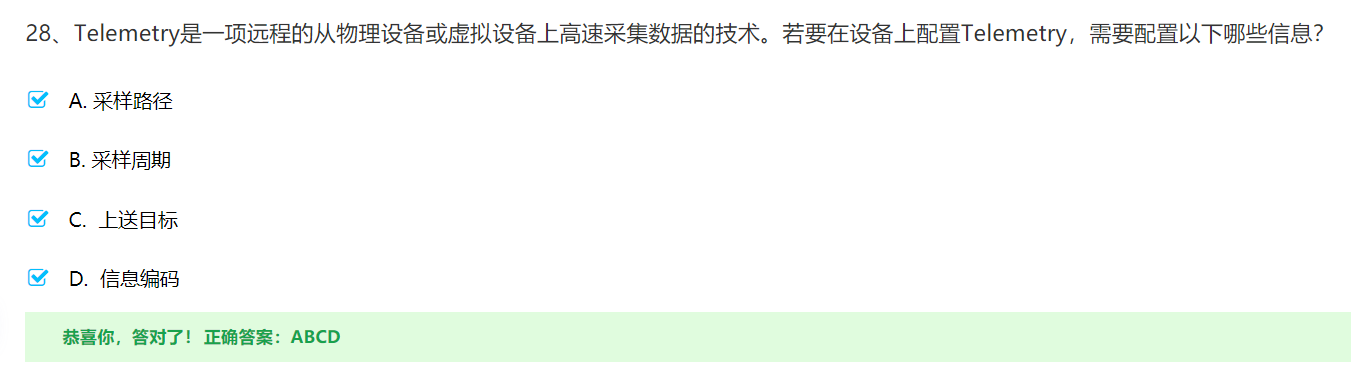 28、Telemetry是一项远程的从物理设备或虚拟设备上高速采集数据的技术。若要在设备上配置Telemetry，需要配置以下哪些信息？
A. 采样路径
B. 采样周期
C. 上送目标
D. 信息编码
恭喜你，答对了！正确答案：ABCD